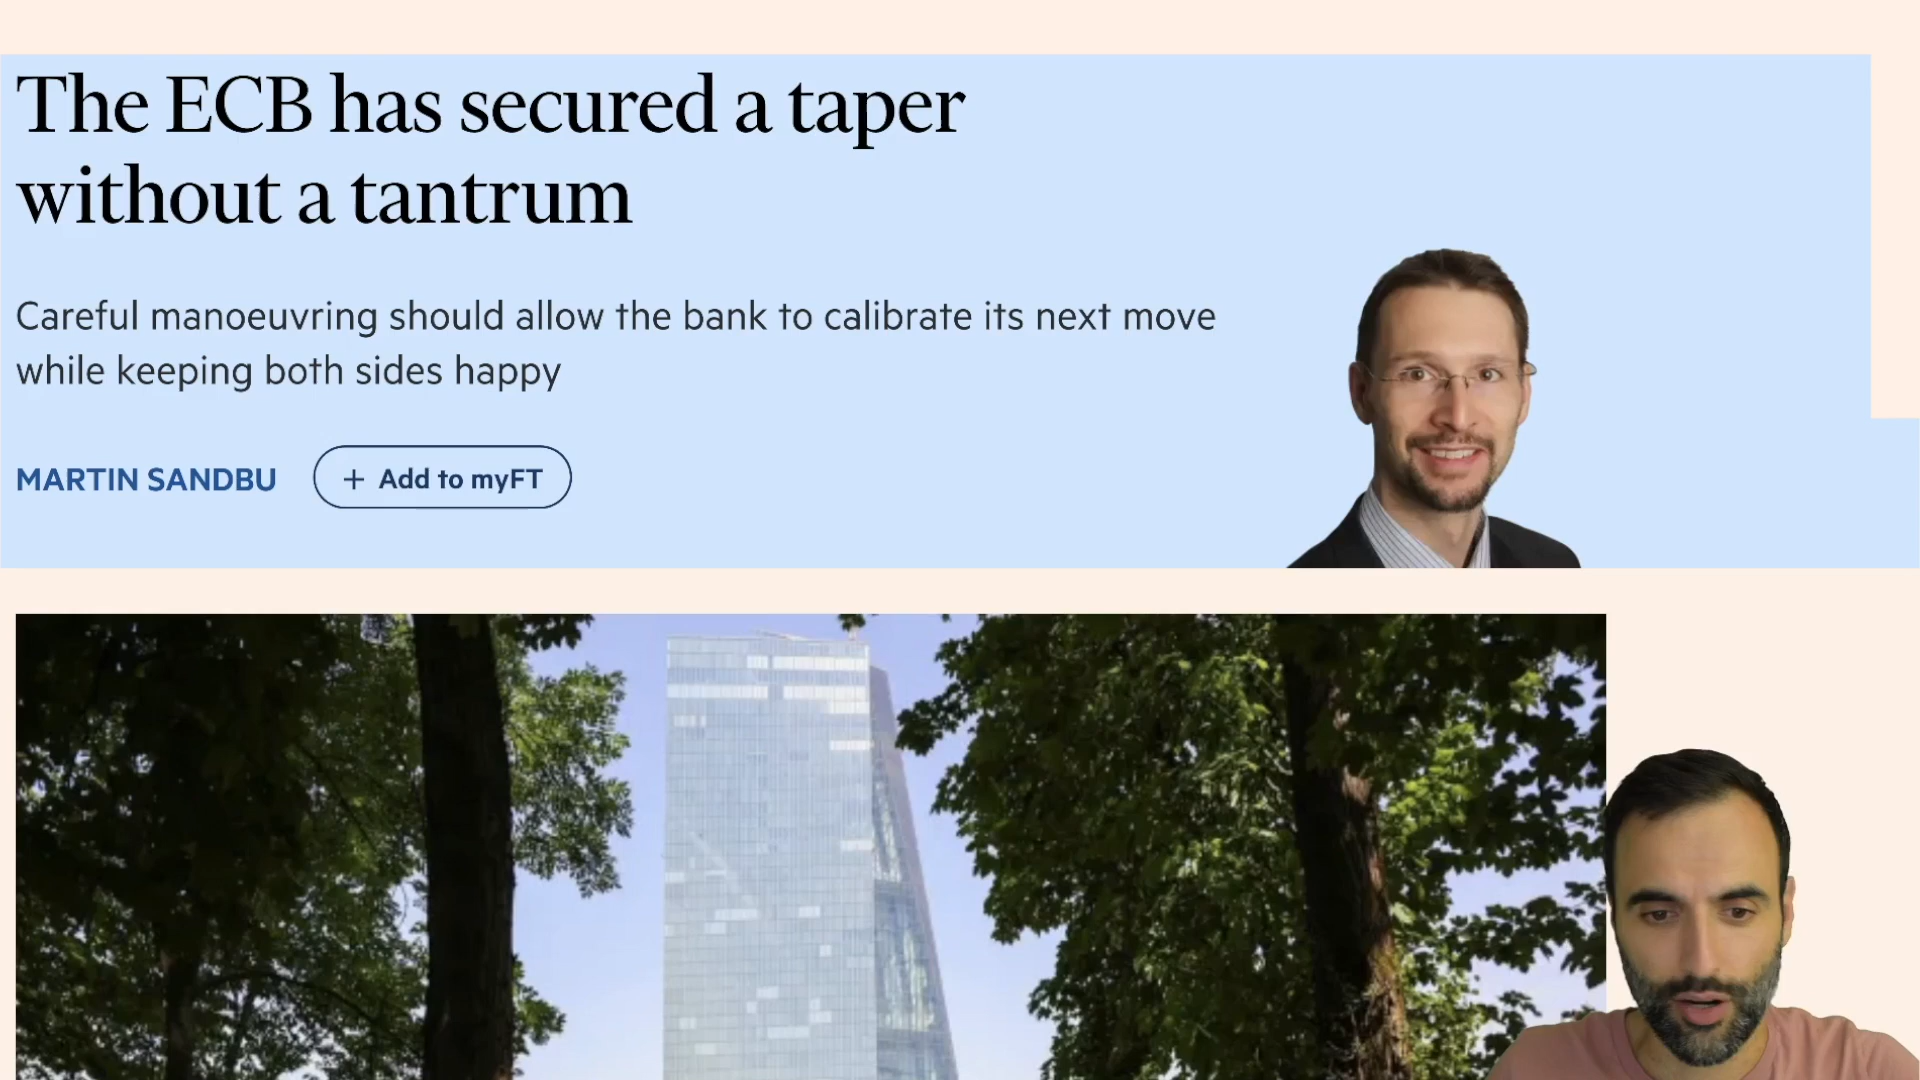 The ECB has secured a taper
without a tantrum
Careful manoeuvring should allow the bank to calibrate its next move
while keeping both sides happy
MARTIN SANDBU
+ Add to myFT